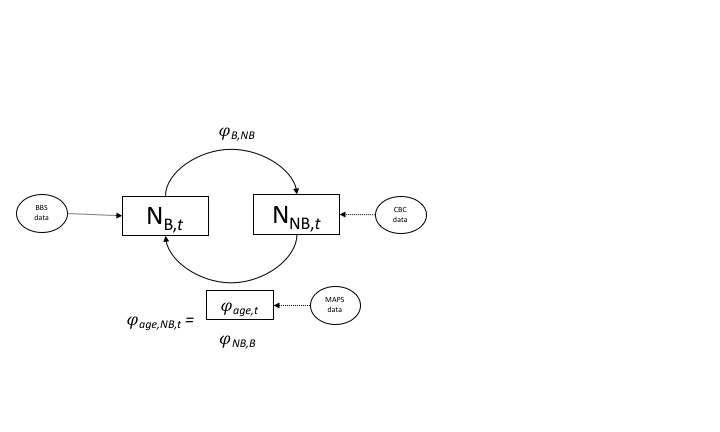 φB,NB
BBS
data
NB,t
NNB,t
CBC
data
φage,NB,t =
φage,t
MAPS
data
φNB,B